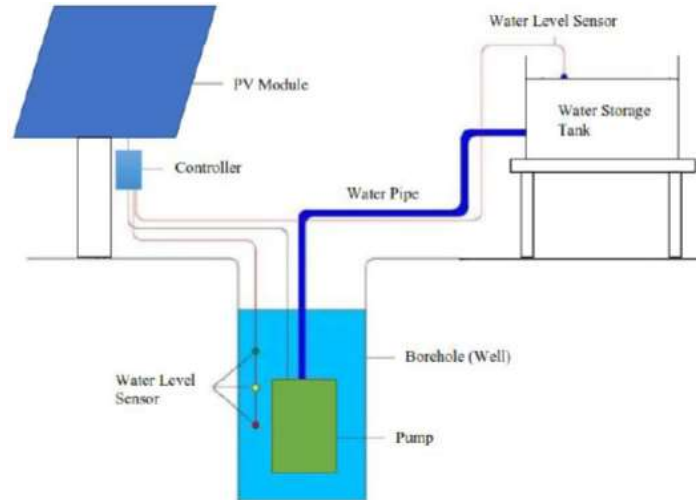 Water Level Sensor
PV Module
Water Storage
Tank
Controller
Water Pipe
Borehole (Well)
Water Level
Sensor
Pump